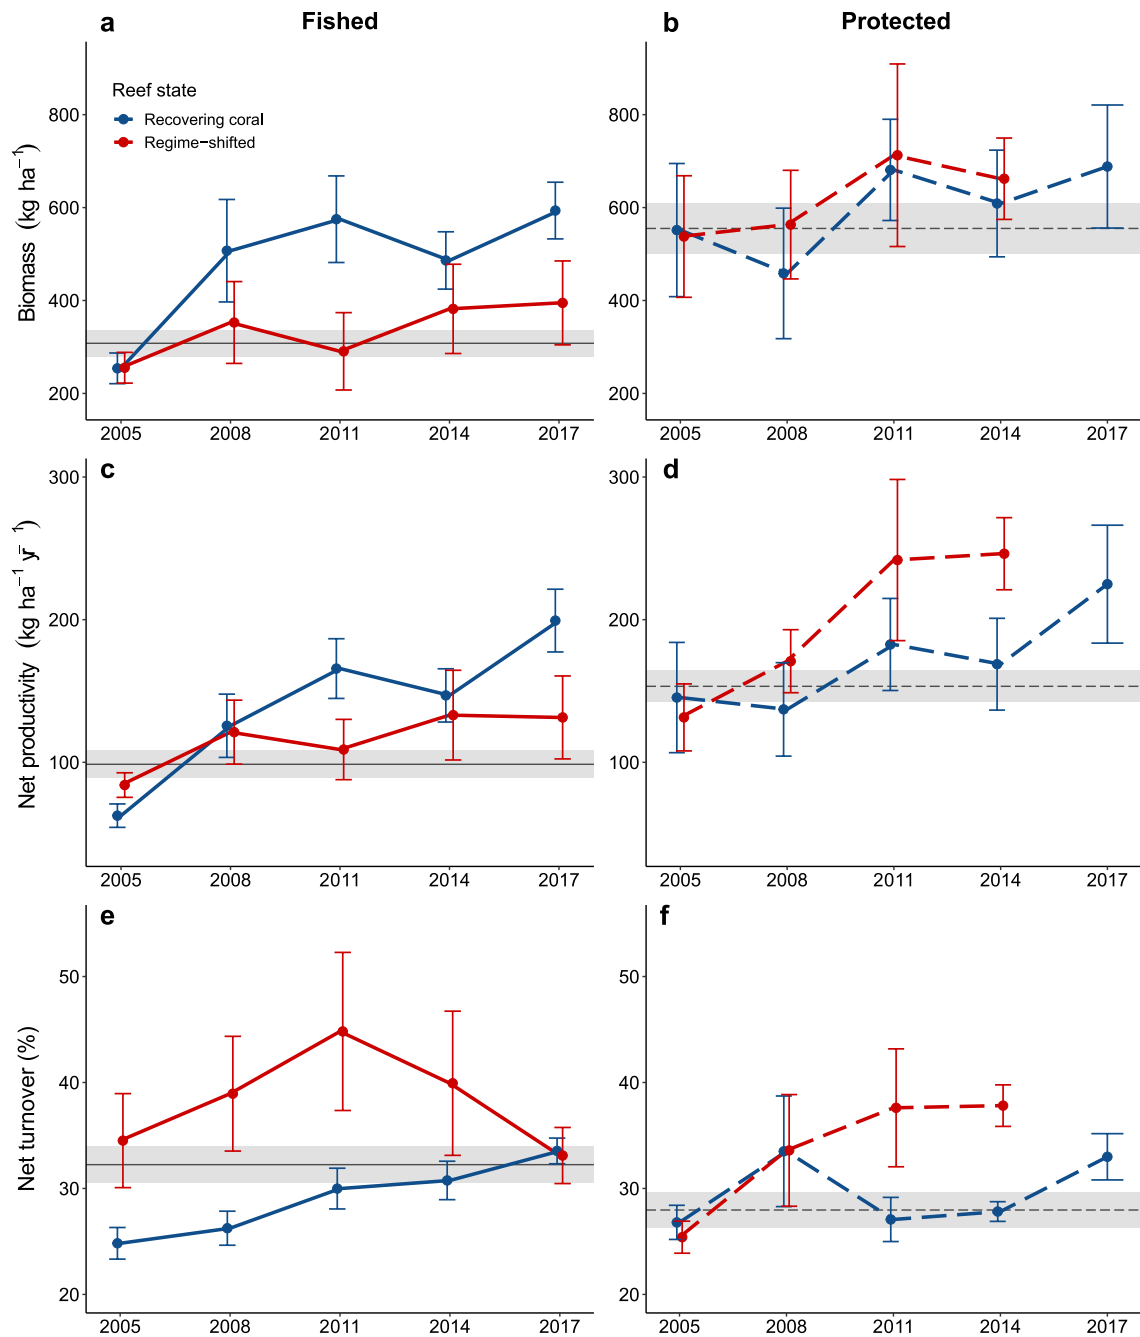 a Fished b Protected
Reef state
Recovering coral
Regime−shifted
Biomass (kg ha−1)
800
600
400
200
2005 2008 2011 2014 2017
800
600
400
200
2005 2008 2011 2014 2017
c d
Net productivity (kg ha−1 yr−1)
300
200
100
2005 2008 2011 2014 2017
300
200
100
2005 2008 2011 2014 2017
e f
Net turnover (%)
50
40
30
20
2005 2008 2011 2014 2017
50
40
30
20
2005 2008 2011 2014 2017